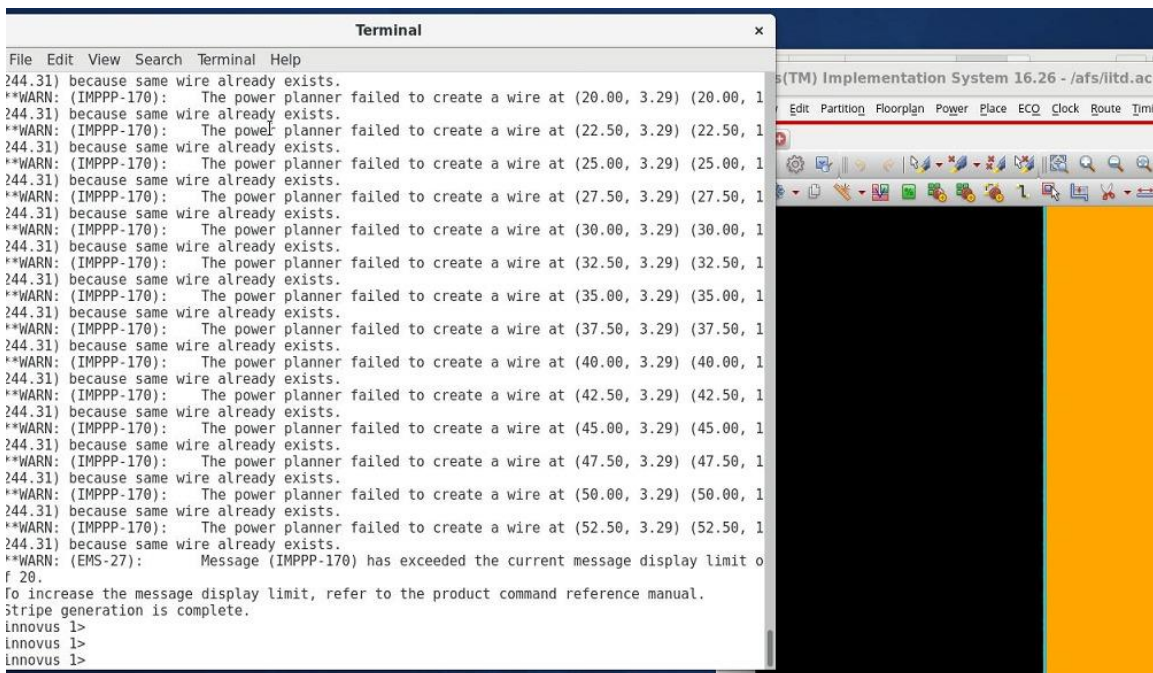 Terminal
×
File Edit View Search Terminal Help
244.31) because same wire already exists.
**WARN: (IMPPP-170): The power planner failed to create a wire at (20.00, 3.29) (20.00, 1
244.31) because same wire already exists.
**WARN: (IMPPP-170): The power planner failed to create a wire at (22.50, 3.29) (22.50, 1
244.31) because same wire already exists.
**WARN: (IMPPP-170): The power planner failed to create a wire at (25.00, 3.29) (25.00, 1
244.31) because same wire already exists.
**WARN: (IMPPP-170): The power planner failed to create a wire at (27.50, 3.29) (27.50, 1
244.31) because same wire already exists.
**WARN: (IMPPP-170): The power planner failed to create a wire at (30.00, 3.29) (30.00, 1
244.31) because same wire already exists.
**WARN: (IMPPP-170): The power planner failed to create a wire at (32.50, 3.29) (32.50, 1
244.31) because same wire already exists.
**WARN: (IMPPP-170): The power planner failed to create a wire at (35.00, 3.29) (35.00, 1
244.31) because same wire already exists.
**WARN: (IMPPP-170): The power planner failed to create a wire at (37.50, 3.29) (37.50, 1
244.31) because same wire already exists.
**WARN: (IMPPP-170): The power planner failed to create a wire at (40.00, 3.29) (40.00, 1
244.31) because same wire already exists.
**WARN: (IMPPP-170): The power planner failed to create a wire at (42.50, 3.29) (42.50, 1
244.31) because same wire already exists.
**WARN: (IMPPP-170): The power planner failed to create a wire at (45.00, 3.29) (45.00, 1
244.31) because same wire already exists.
**WARN: (IMPPP-170): The power planner failed to create a wire at (47.50, 3.29) (47.50, 1
244.31) because same wire already exists.
**WARN: (IMPPP-170): The power planner failed to create a wire at (50.00, 3.29) (50.00, 1
244.31) because same wire already exists.
**WARN: (IMPPP-170): The power planner failed to create a wire at (52.50, 3.29) (52.50, 1
244.31) because same wire already exists.
**WARN: (EMS-27): Message (IMPPP-170) has exceeded the current message display limit o
f 20.
To increase the message display limit, refer to the product command reference manual.
Stripe generation is complete.
innovus 1>
innovus 1>
innovus 1>
s(TM) Implementation System 16.26 - /afs/iitd.ac
Edit Partition Floorplan Power Place ECO Clock Route Timi